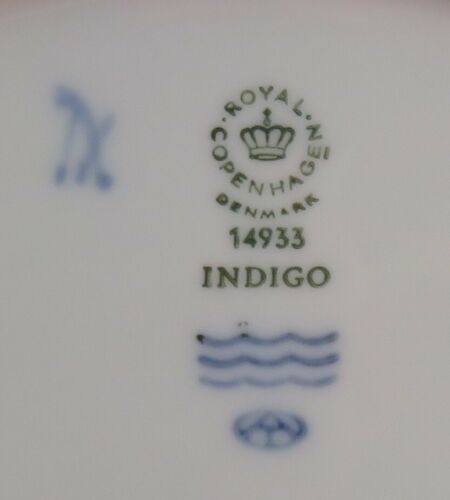 ROYAL COPENHAGEN
DENMARK
14933
INDIGO